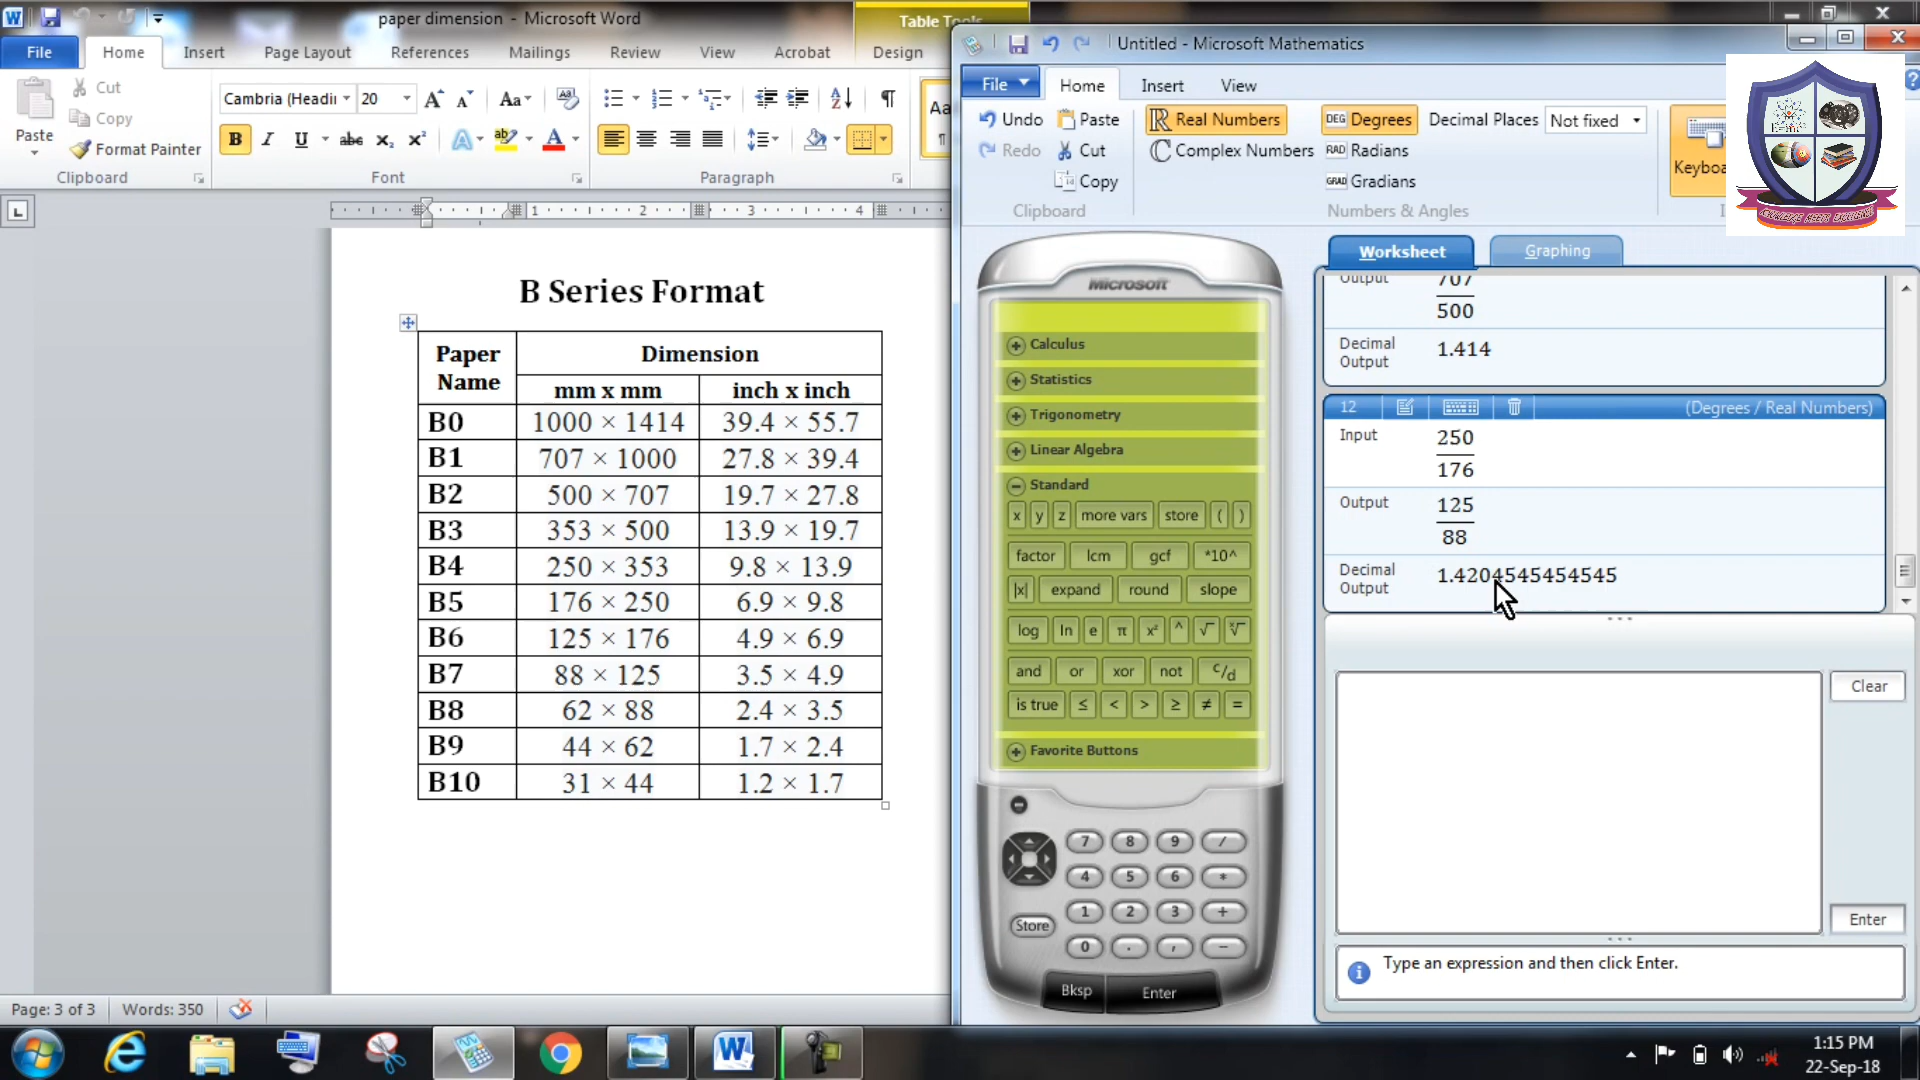 paper dimension - Microsoft Word
Table Tools
File Home Insert Page Layout References Mailings Review View Acrobat Design
Paste
Cut
Copy
Format Painter
Clipboard
Cambria (Headin 20
Font
Paragraph
B Series Format
Paper Name Dimension
mm x mm inch x inch
B0 1000 × 1414 39.4 × 55.7
B1 707 × 1000 27.8 × 39.4
B2 500 × 707 19.7 × 27.8
B3 353 × 500 13.9 × 19.7
B4 250 × 353 9.8 × 13.9
B5 176 × 250 6.9 × 9.8
B6 125 × 176 4.9 × 6.9
B7 88 × 125 3.5 × 4.9
B8 62 × 88 2.4 × 3.5
B9 44 × 62 1.7 × 2.4
B10 31 × 44 1.2 × 1.7
Page: 3 of 3 Words: 350
Untitled - Microsoft Mathematics
File Home Insert View
Undo Paste
Redo Cut
Copy
Clipboard
Real Numbers
Complex Numbers
DEG Degrees
RAD Radians
GRAD Gradians
Decimal Places Not fixed
Numbers & Angles
Keyboa
KNOWLEDGE MEETS EXCELLENCE
Microsoft
Calculus
Statistics
Trigonometry
Linear Algebra
Standard
x y z more vars store ( )
factor lcm gcf *10^
|x| expand round slope
log ln e π x² ^ √ ˣ√
and or xor not c/d
is true ≤ < > ≥ ≠ =
Favorite Buttons
7 8 9 /
4 5 6 *
1 2 3 +
Store 0 . , −
Bksp Enter
Worksheet Graphing
Output 707
500
Decimal Output 1.414
12 (Degrees / Real Numbers)
Input 250
176
Output 125
88
Decimal Output 1.4204545454545
Clear
Enter
Type an expression and then click Enter.
1:15 PM
22-Sep-18